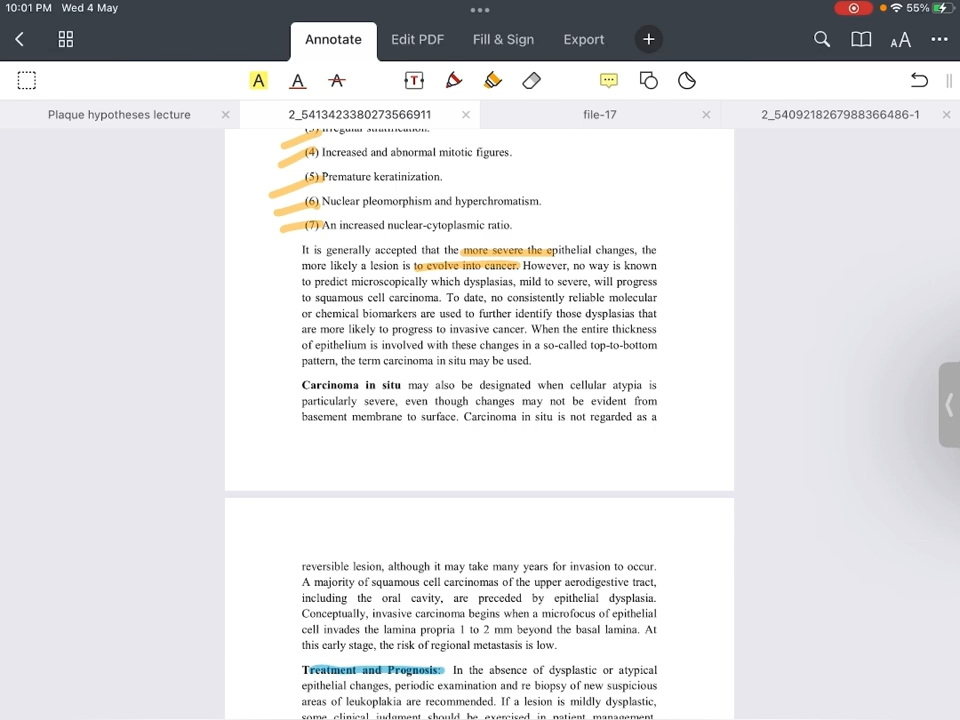 10:01 PM Wed 4 May
55%
Annotate
Edit PDF
Fill & Sign
Export
Plaque hypotheses lecture
2_5413423380273566911
file-17
2_5409218267988366486-1
(3) Irregular stratification.
(4) Increased and abnormal mitotic figures.
(5) Premature keratinization.
(6) Nuclear pleomorphism and hyperchromatism.
(7) An increased nuclear-cytoplasmic ratio.
It is generally accepted that the more severe the epithelial changes, the
more likely a lesion is to evolve into cancer. However, no way is known
to predict microscopically which dysplasias, mild to severe, will progress
to squamous cell carcinoma. To date, no consistently reliable molecular
or chemical biomarkers are used to further identify those dysplasias that
are more likely to progress to invasive cancer. When the entire thickness
of epithelium is involved with these changes in a so-called top-to-bottom
pattern, the term carcinoma in situ may be used.
Carcinoma in situ may also be designated when cellular atypia is
particularly severe, even though changes may not be evident from
basement membrane to surface. Carcinoma in situ is not regarded as a
reversible lesion, although it may take many years for invasion to occur.
A majority of squamous cell carcinomas of the upper aerodigestive tract,
including the oral cavity, are preceded by epithelial dysplasia.
Conceptually, invasive carcinoma begins when a microfocus of epithelial
cell invades the lamina propria 1 to 2 mm beyond the basal lamina. At
this early stage, the risk of regional metastasis is low.
Treatment and Prognosis: In the absence of dysplastic or atypical
epithelial changes, periodic examination and re biopsy of new suspicious
areas of leukoplakia are recommended. If a lesion is mildly dysplastic,
some clinical judgment should be exercised in patient management.